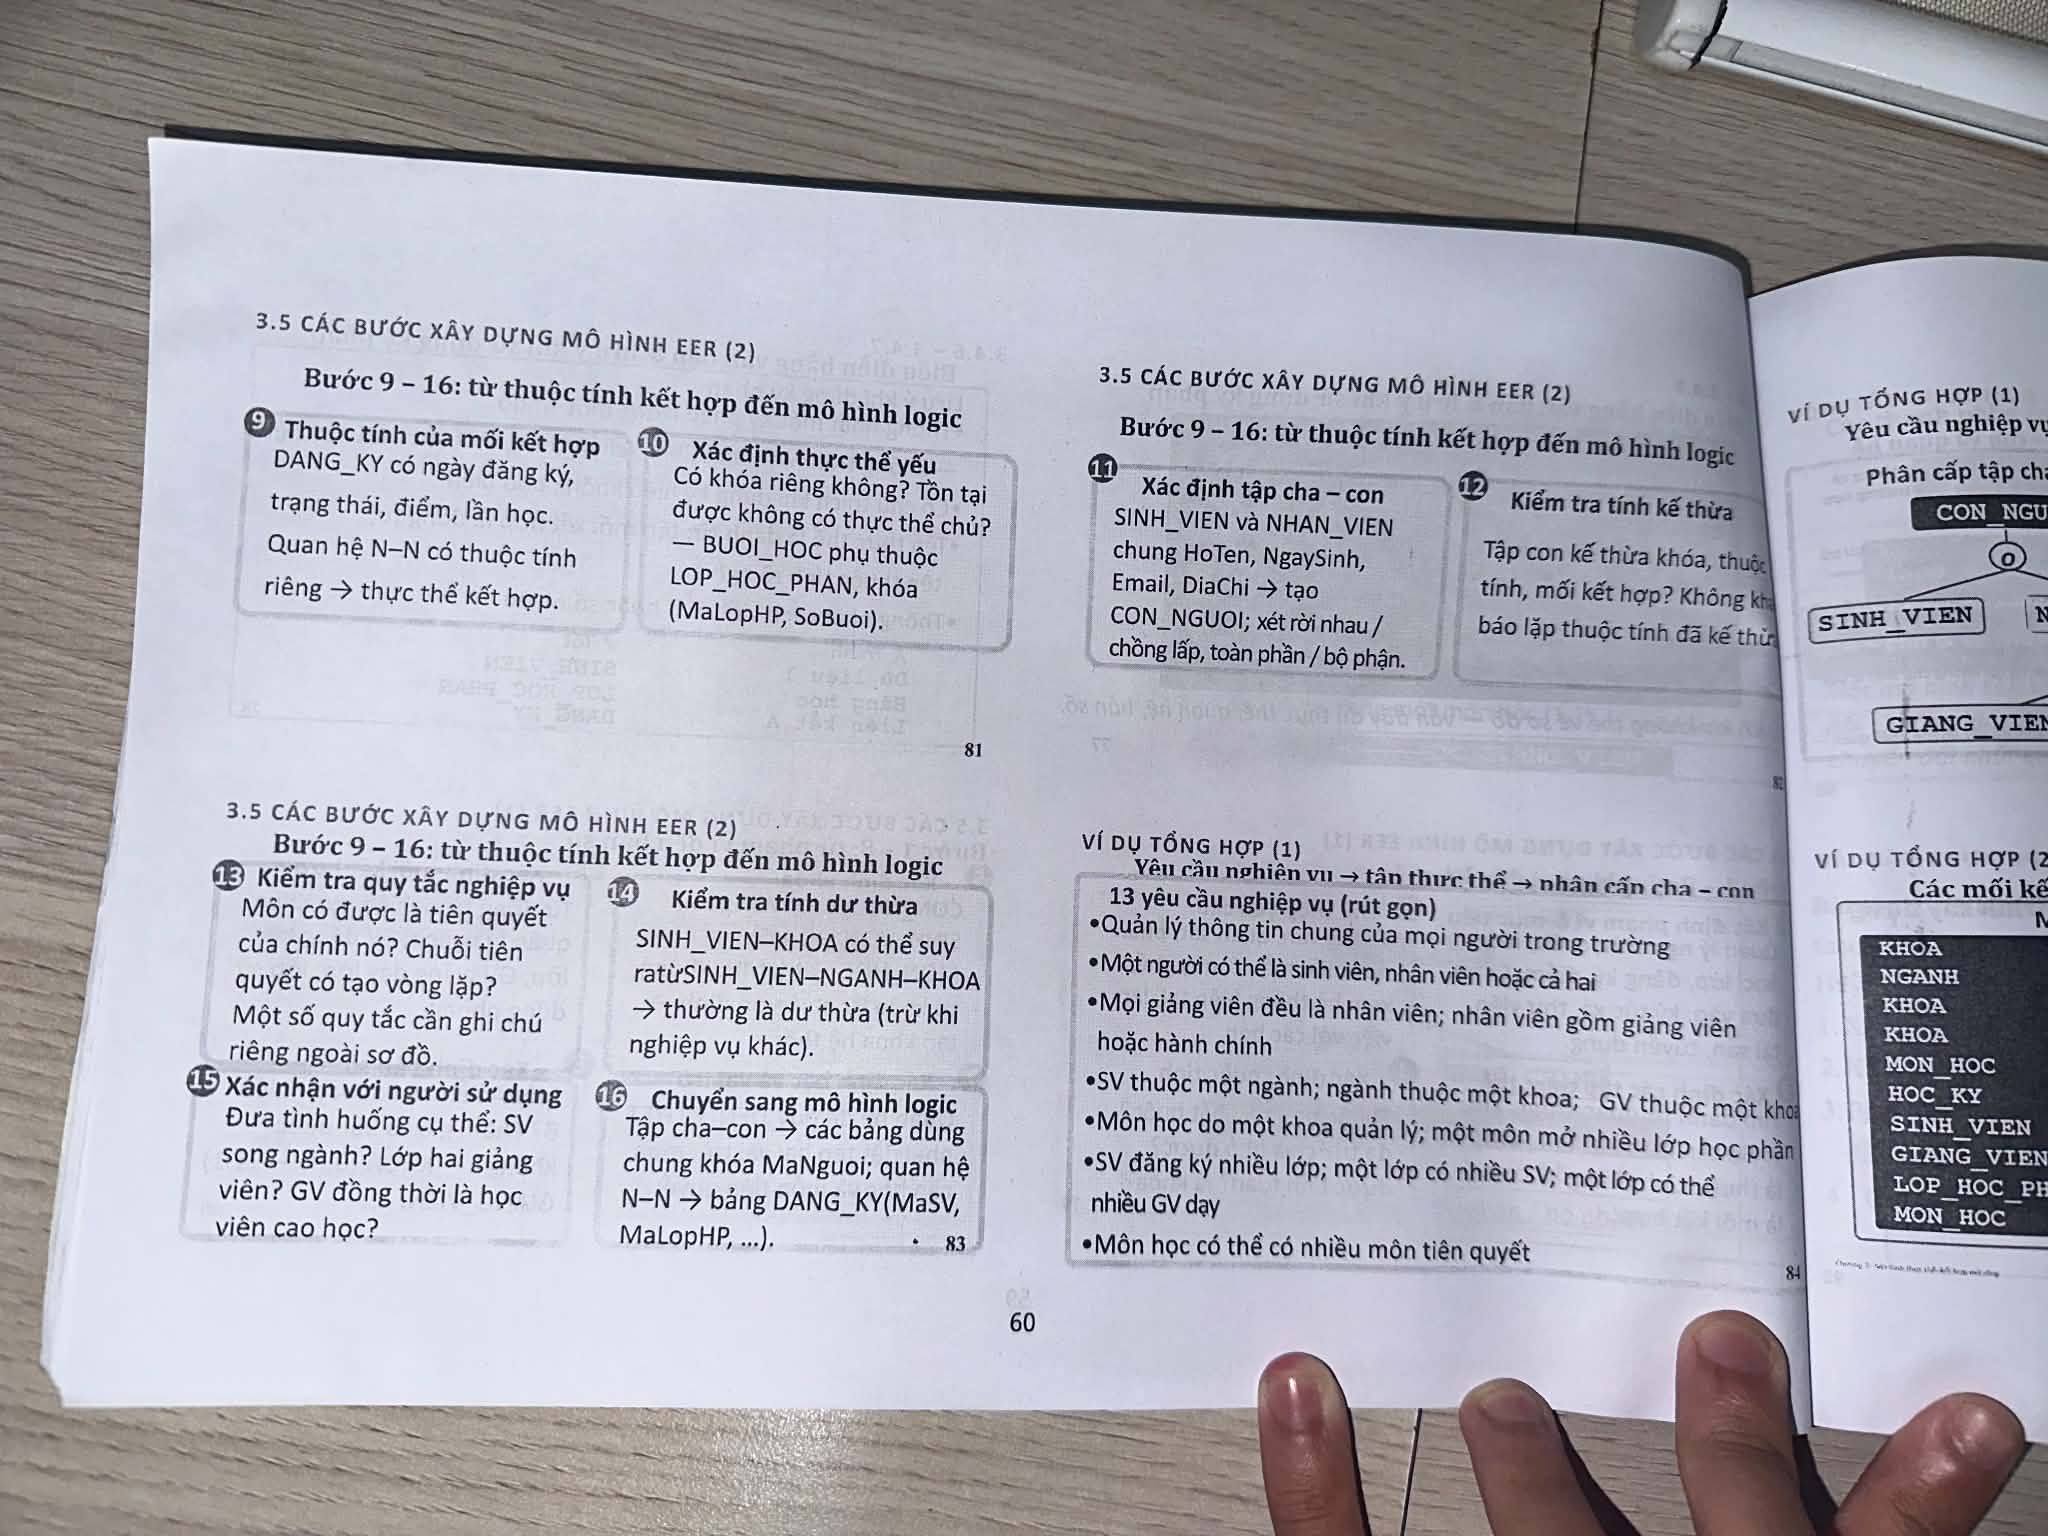 3.5 CÁC BƯỚC XÂY DỰNG MÔ HÌNH EER (2)
Bước 9 – 16: từ thuộc tính kết hợp đến mô hình logic
9 Thuộc tính của mối kết hợp
DANG_KY có ngày đăng ký,
trạng thái, điểm, lần học.
Quan hệ N–N có thuộc tính
riêng → thực thể kết hợp.
10 Xác định thực thể yếu
Có khóa riêng không? Tồn tại
được không có thực thể chủ?
— BUOI_HOC phụ thuộc
LOP_HOC_PHAN, khóa
(MaLopHP, SoBuoi).
81
3.5 CÁC BƯỚC XÂY DỰNG MÔ HÌNH EER (2)
Bước 9 – 16: từ thuộc tính kết hợp đến mô hình logic
11 Xác định tập cha – con
SINH_VIEN và NHAN_VIEN
chung HoTen, NgaySinh,
Email, DiaChi → tạo
CON_NGUOI; xét rời nhau /
chồng lấp, toàn phần / bộ phận.
12 Kiểm tra tính kế thừa
Tập con kế thừa khóa, thuộc
tính, mối kết hợp? Không
báo lặp thuộc tính đã kế
3.5 CÁC BƯỚC XÂY DỰNG MÔ HÌNH EER (2)
Bước 9 – 16: từ thuộc tính kết hợp đến mô hình logic
13 Kiểm tra quy tắc nghiệp vụ
Môn có được là tiên quyết
của chính nó? Chuỗi tiên
quyết có tạo vòng lặp?
Một số quy tắc cần ghi chú
riêng ngoài sơ đồ.
14 Kiểm tra tính dư thừa
SINH_VIEN–KHOA có thể suy
ratừSINH_VIEN–NGANH–KHOA
→ thường là dư thừa (trừ khi
nghiệp vụ khác).
15 Xác nhận với người sử dụng
Đưa tình huống cụ thể: SV
song ngành? Lớp hai giảng
viên? GV đồng thời là học
viên cao học?
16 Chuyển sang mô hình logic
Tập cha–con → các bảng dùng
chung khóa MaNguoi; quan hệ
N–N → bảng DANG_KY(MaSV,
MaLopHP, ...).
83
VÍ DỤ TỔNG HỢP (1)
Yêu cầu nghiệp vụ → tập thực thể → phân cấp cha – con
13 yêu cầu nghiệp vụ (rút gọn)
•Quản lý thông tin chung của mọi người trong trường
•Một người có thể là sinh viên, nhân viên hoặc cả hai
•Mọi giảng viên đều là nhân viên; nhân viên gồm giảng viên
hoặc hành chính
•SV thuộc một ngành; ngành thuộc một khoa; GV thuộc một khoa
•Môn học do một khoa quản lý; một môn mở nhiều lớp học phần
•SV đăng ký nhiều lớp; một lớp có nhiều SV; một lớp có thể
nhiều GV dạy
•Môn học có thể có nhiều môn tiên quyết
84
60
VÍ DỤ TỔNG HỢP (1)
Yêu cầu nghiệp vụ
Phân cấp tập cha
CON_NGU
O
SINH_VIEN
N
GIANG_VIEN
VÍ DỤ TỔNG HỢP (2
Các mối kế
M
KHOA
NGANH
KHOA
KHOA
MON_HOC
HOC_KY
SINH_VIEN
GIANG_VIEN
LOP_HOC_PH
MON_HOC